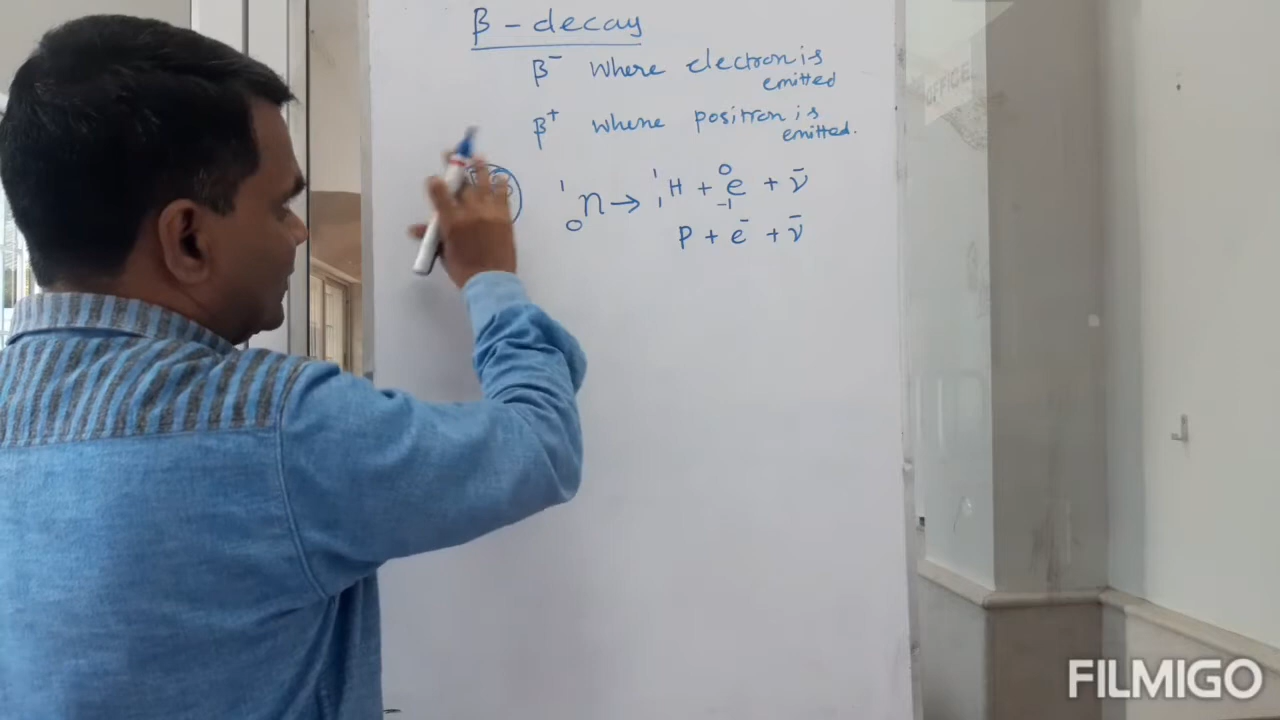 β - decay
β⁻ where electron is emitted
β⁺ where positron is emitted.
¹₀n → ¹₁H + ⁰₋₁e + ν̄
p + e⁻ + ν̄
OFFICE
FILMIGO